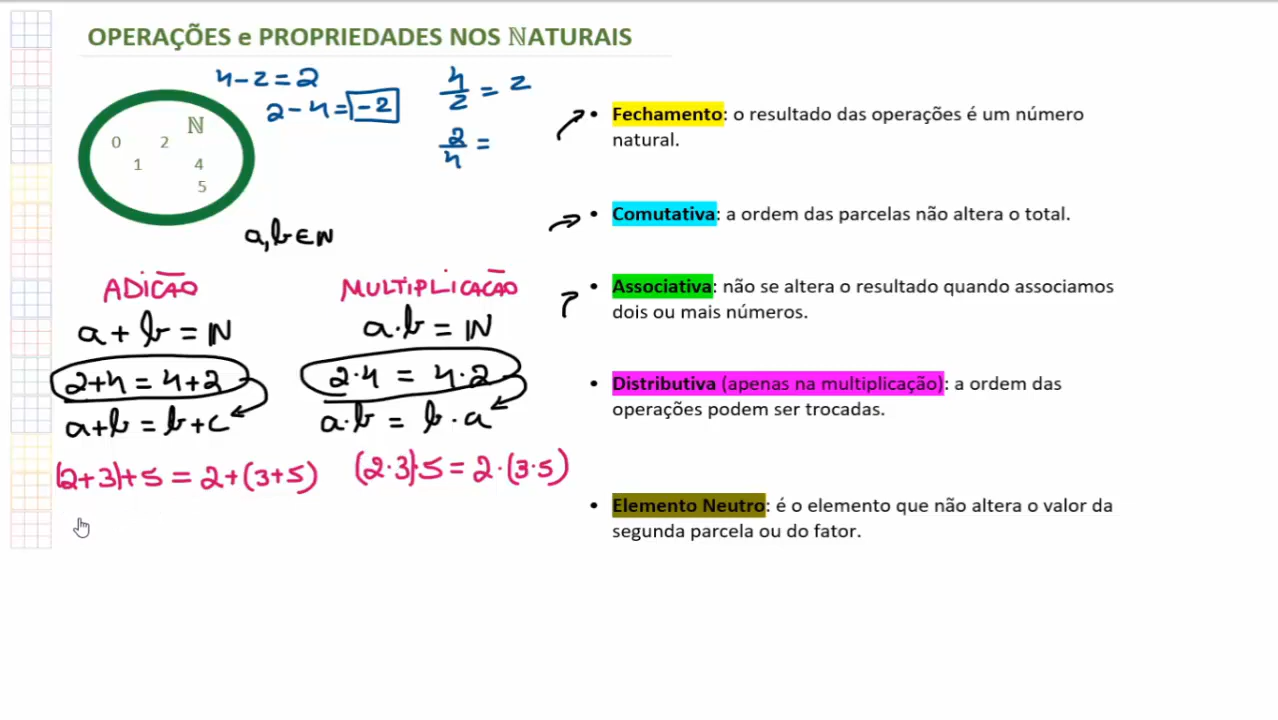 OPERAÇÕES e PROPRIEDADES NOS ℕATURAIS
4-2=2
2-4=-2
4/2 = 2
2/4 =
ℕ
0 2
1 4
5
a,b∈ℕ
ADIÇÃO
a+b=ℕ
2+4=4+2
a+b=b+c
(2+3)+5=2+(3+5)
MULTIPLICAÇÃO
a·b=ℕ
2·4=4·2
a·b=b·a
(2·3)·5=2·(3·5)
• Fechamento: o resultado das operações é um número
natural.
• Comutativa: a ordem das parcelas não altera o total.
• Associativa: não se altera o resultado quando associamos
dois ou mais números.
• Distributiva (apenas na multiplicação): a ordem das
operações podem ser trocadas.
• Elemento Neutro: é o elemento que não altera o valor da
segunda parcela ou do fator.